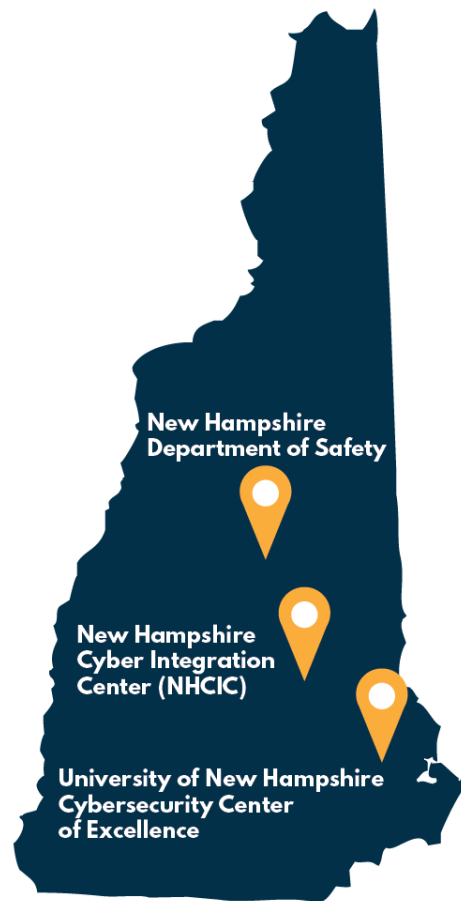 New Hampshire
Department of Safety
New Hampshire
Cyber Integration
Center (NHCIC)
University of New Hampshire
Cybersecurity Center
of Excellence